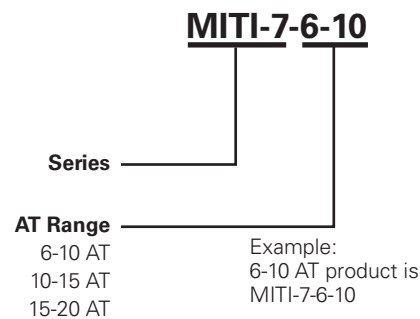 MITI-7-6-10
Series
AT Range
6-10 AT
10-15 AT
15-20 AT
Example:
6-10 AT product is
MITI-7-6-10